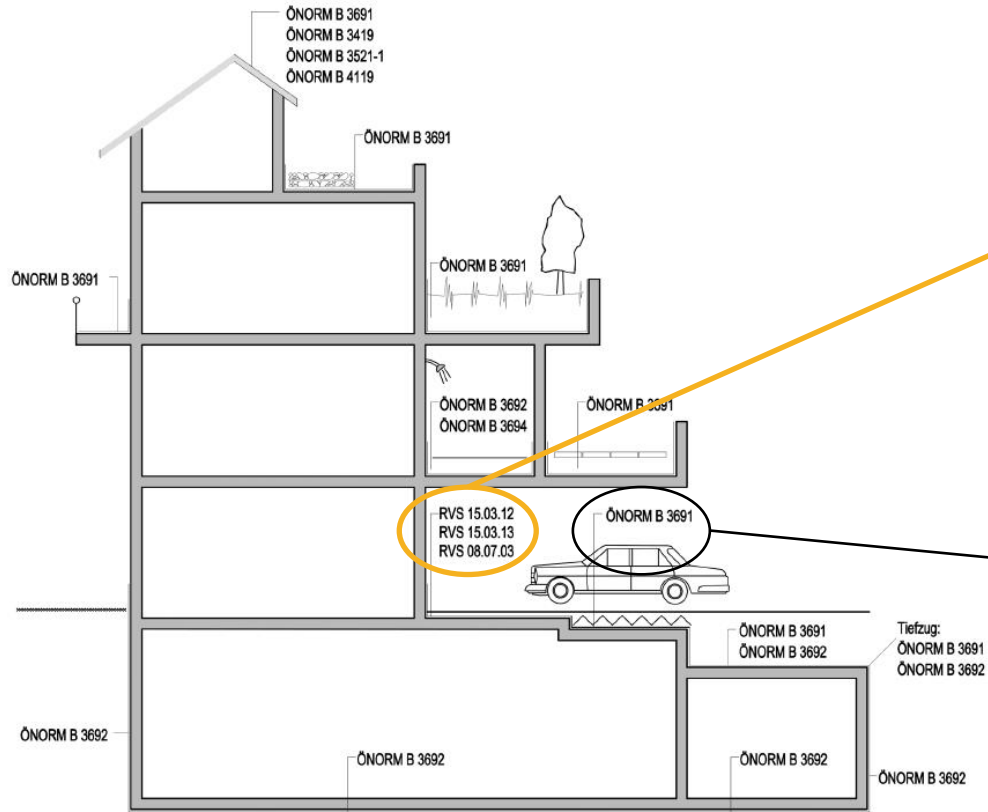 ÖNORM B 3691
ÖNORM B 3419
ÖNORM B 3521-1
ÖNORM B 4119
ÖNORM B 3691
ÖNORM B 3691
ÖNORM B 3691
ÖNORM B 3692
ÖNORM B 3694
ÖNORM B 3691
RVS 15.03.12
RVS 15.03.13
RVS 08.07.03
ÖNORM B 3691
ÖNORM B 3691
ÖNORM B 3692
Tiefzug:
ÖNORM B 3691
ÖNORM B 3692
ÖNORM B 3692
ÖNORM B 3692
ÖNORM B 3692
ÖNORM B 3692